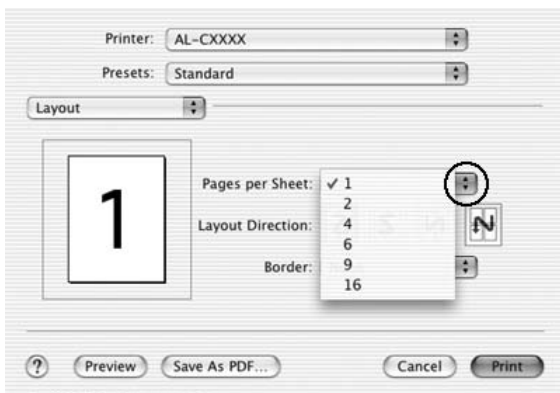 Printer: AL-CXXXX
Presets: Standard
Layout
1
Pages per Sheet: ✓ 1
2
Layout Direction:
4
6
Border:
9
16
? Preview Save As PDF... Cancel Print